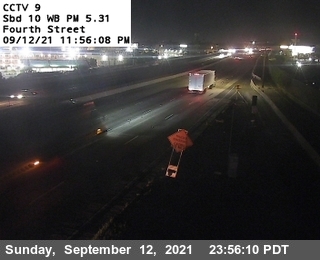 CCTV 9
Sbd 10 WB PM 5.31
Fourth Street
09/12/21 11:56:08 PM
Sunday, September 12, 2021 23:56:10 PDT